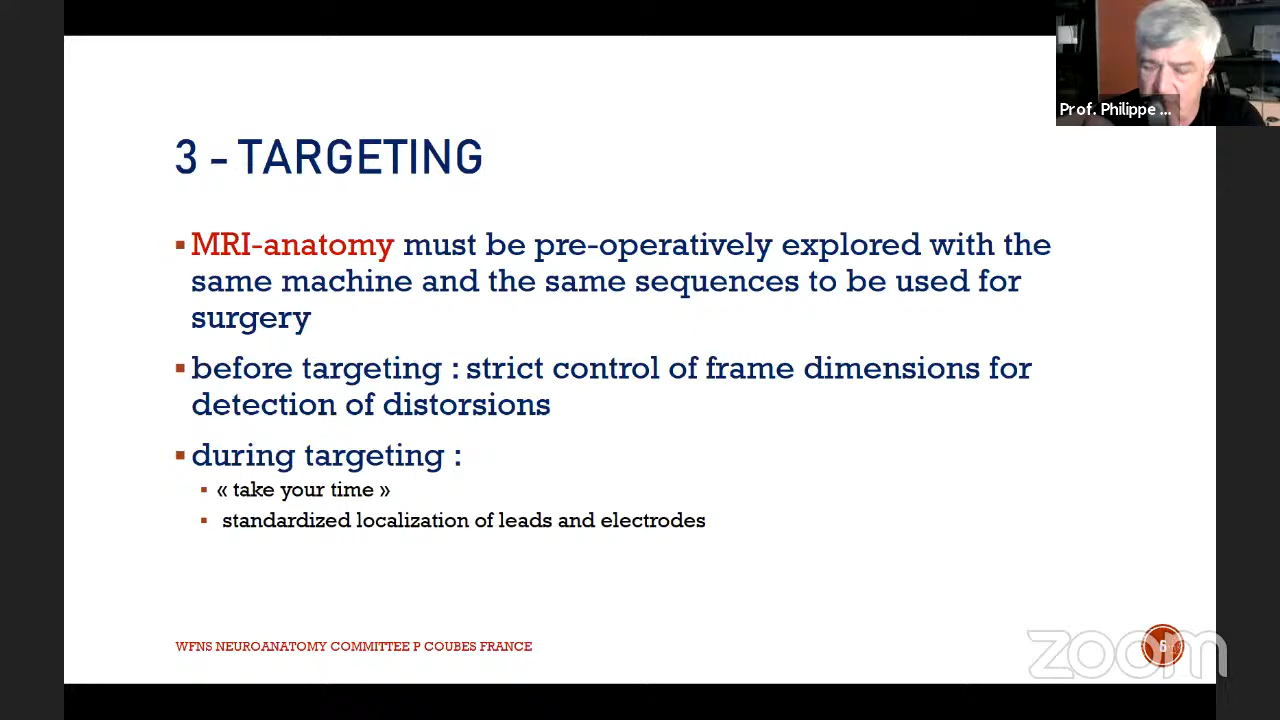 Prof. Philippe ...
3 - TARGETING
MRI-anatomy must be pre-operatively explored with the
same machine and the same sequences to be used for
surgery
before targeting : strict control of frame dimensions for
detection of distorsions
during targeting :
« take your time »
standardized localization of leads and electrodes
WFNS NEUROANATOMY COMMITTEE P COUBES FRANCE
6
zoom